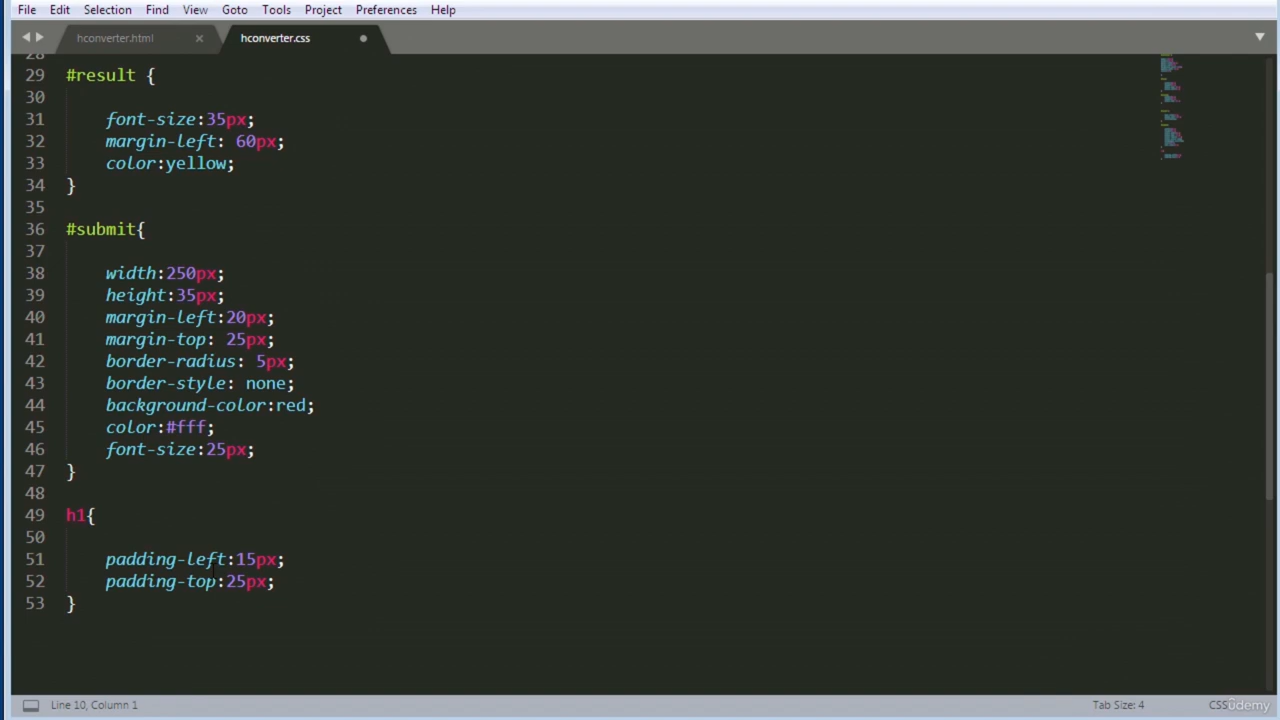 File Edit Selection Find View Goto Tools Project Preferences Help
hconverter.html × hconverter.css
28
29 #result {
30
31 font-size:35px;
32 margin-left: 60px;
33 color:yellow;
34 }
35
36 #submit{
37
38 width:250px;
39 height:35px;
40 margin-left:20px;
41 margin-top: 25px;
42 border-radius: 5px;
43 border-style: none;
44 background-color:red;
45 color:#fff;
46 font-size:25px;
47 }
48
49 h1{
50
51 padding-left:15px;
52 padding-top:25px;
53 }
Line 10, Column 1 Tab Size: 4 CSS ûdemy